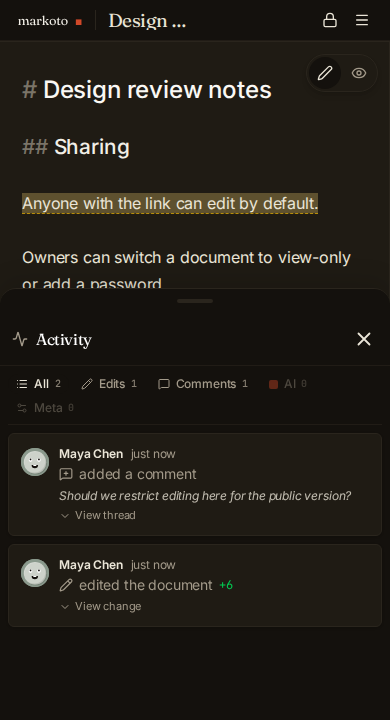 markoto
Design ...
# Design review notes
## Sharing
Anyone with the link can edit by default.
Owners can switch a document to view-only
or add a password
Activity
All 2 Edits 1 Comments 1 AI 0
Meta 0
Maya Chen just now
added a comment
Should we restrict editing here for the public version?
View thread
Maya Chen just now
edited the document +6
View change